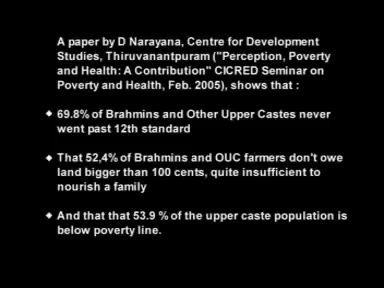 A paper by D Narayana, Centre for Development
Studies, Thiruvanantpuram ("Perception, Poverty
and Health: A Contribution" CICRED Seminar on
Poverty and Health, Feb. 2005), shows that :
◆ 69.8% of Brahmins and Other Upper Castes never
went past 12th standard
◆ That 52,4% of Brahmins and OUC farmers don't owe
land bigger than 100 cents, quite insufficient to
nourish a family
◆ And that that 53.9 % of the upper caste population is
below poverty line.